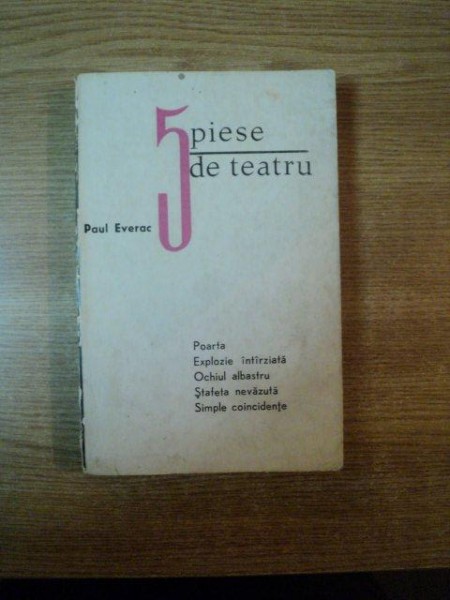 5 piese
de teatru
Paul Everac
Poarta
Explozie întîrziată
Ochiul albastru
Ştafeta nevăzută
Simple coincidenţe